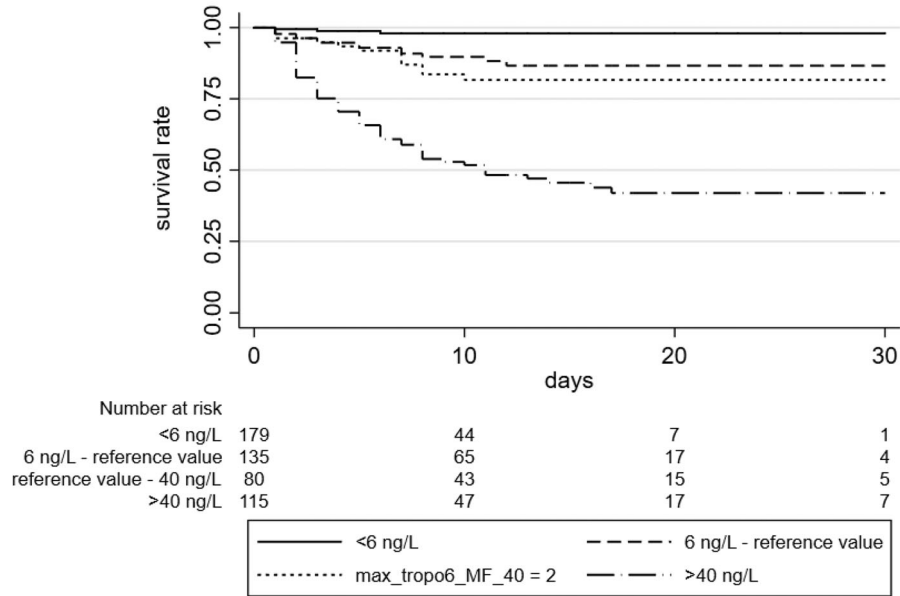 survival rate
1.00
0.75
0.50
0.25
0.00
0 10 20 30
days
Number at risk
<6 ng/L 179 44 7 1
6 ng/L - reference value 135 65 17 4
reference value - 40 ng/L 80 43 15 5
>40 ng/L 115 47 17 7
<6 ng/L 6 ng/L - reference value
max_tropo6_MF_40 = 2 >40 ng/L